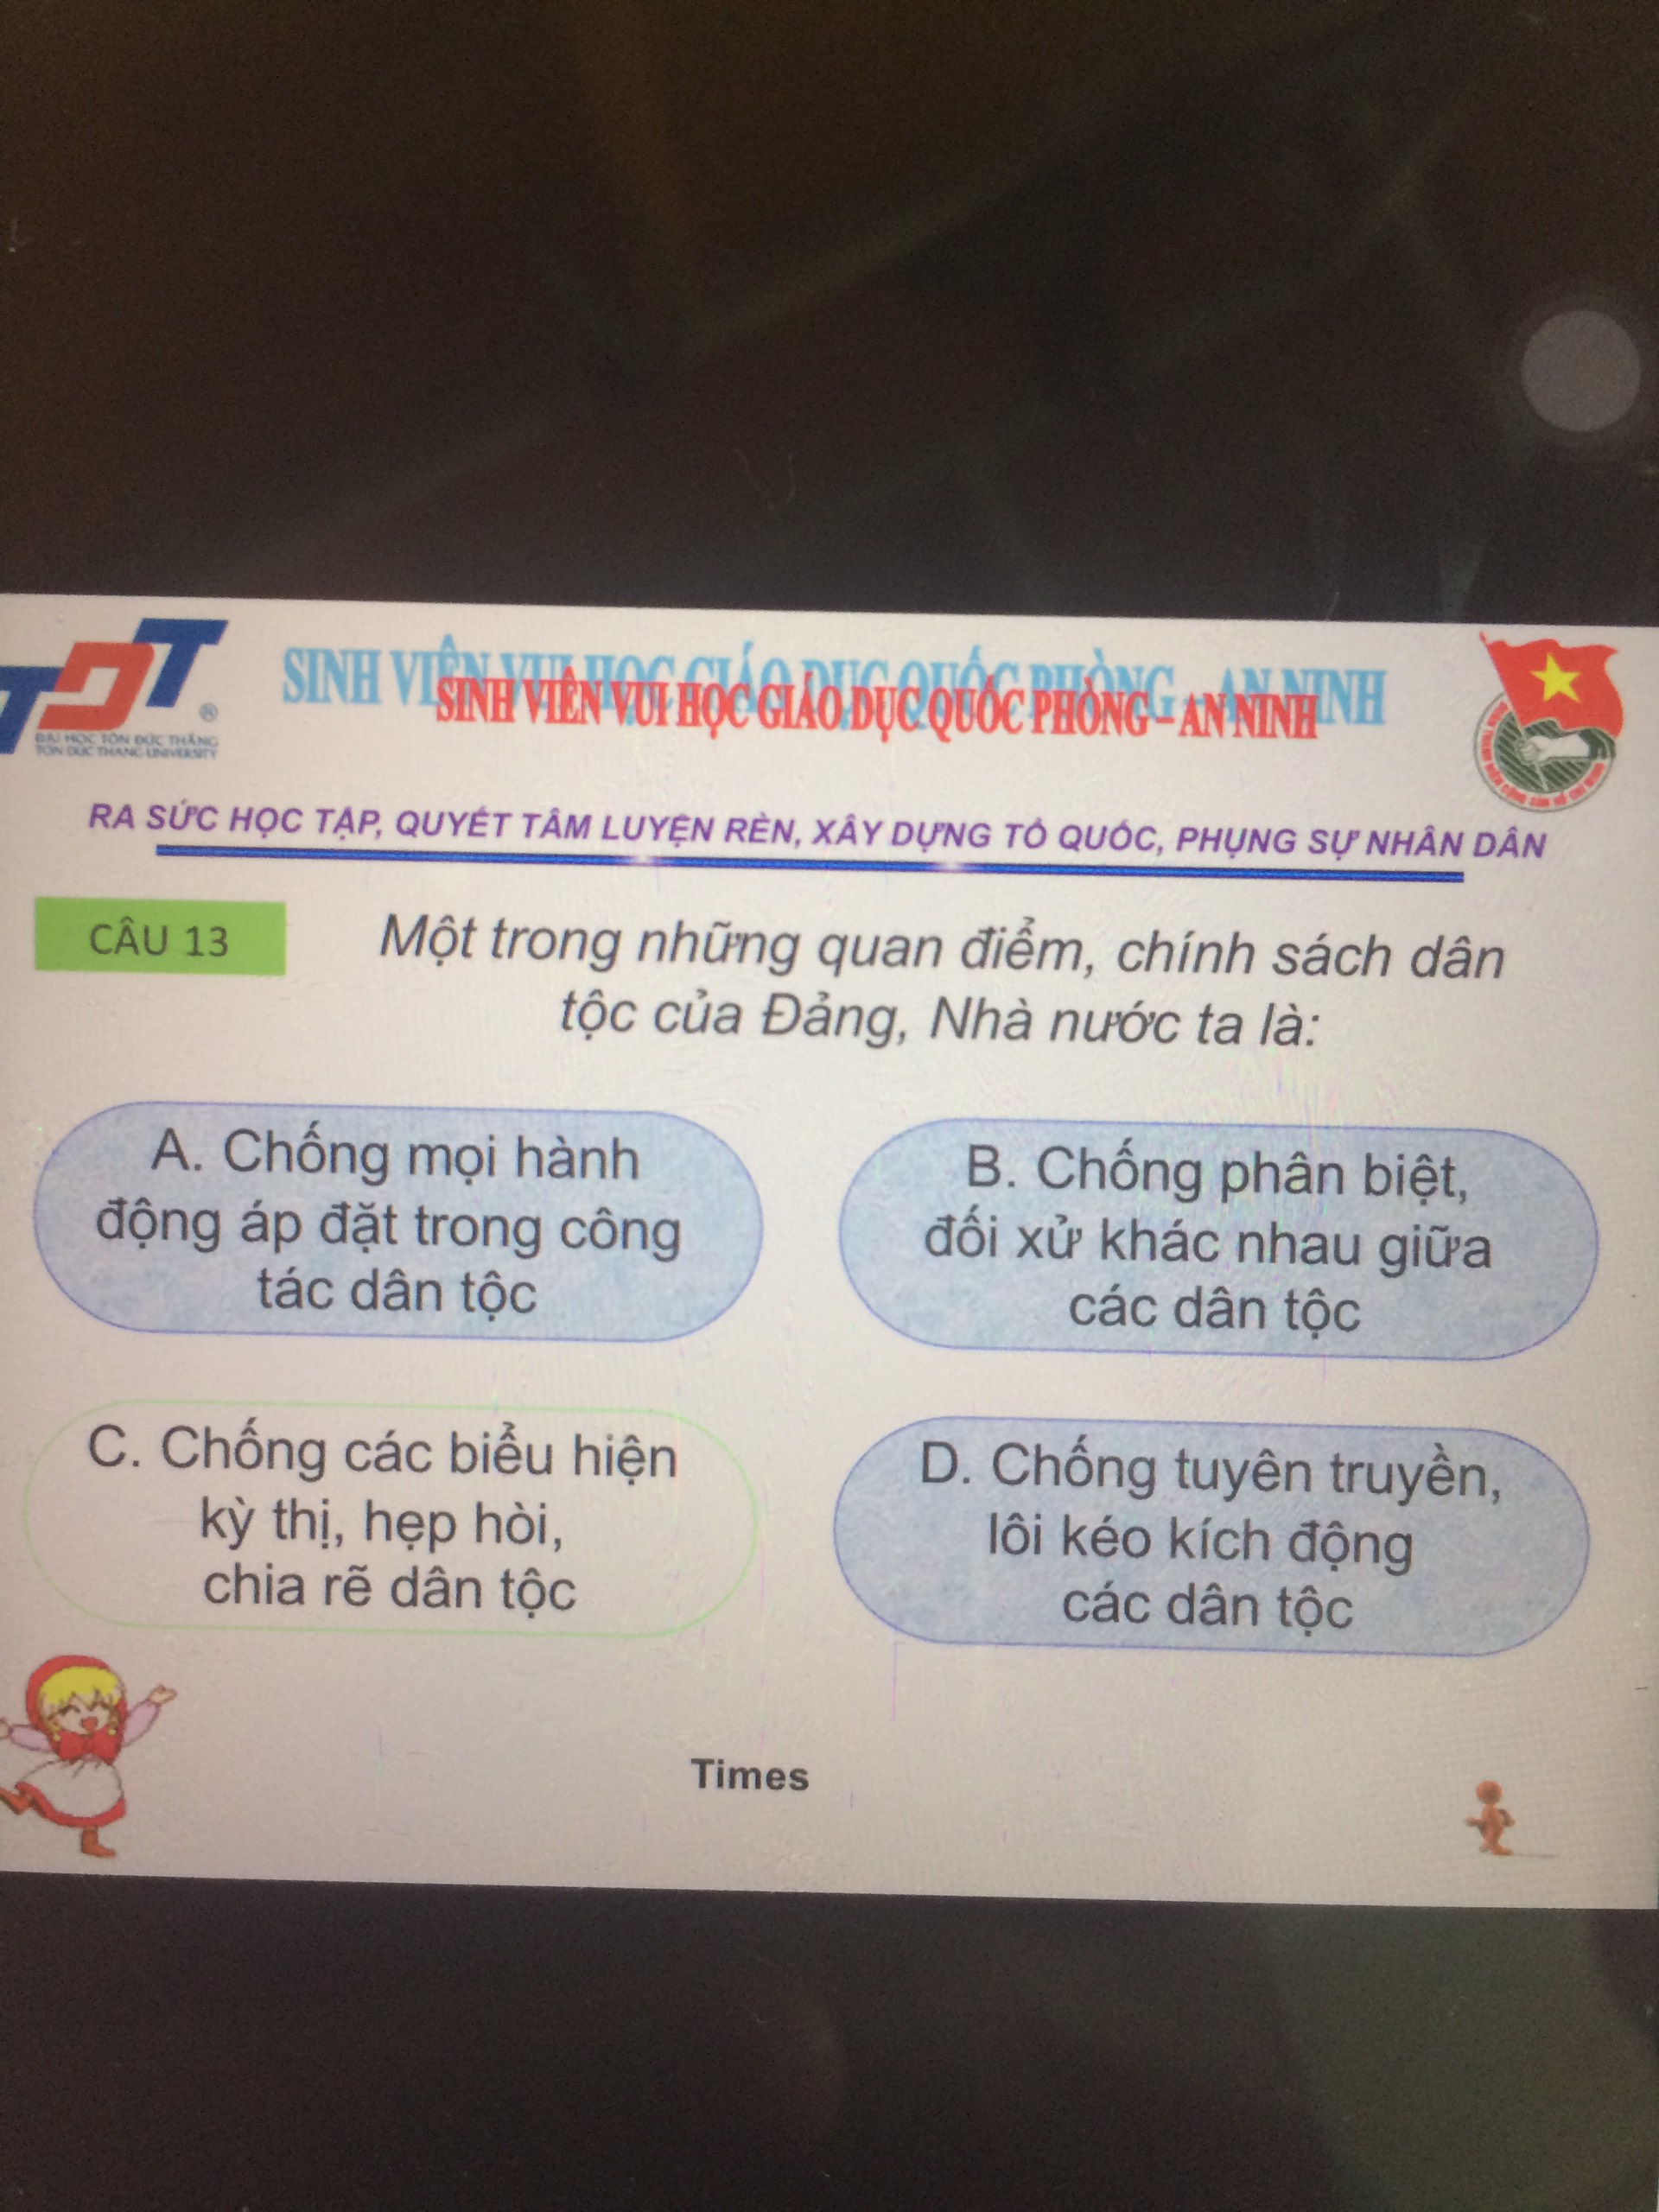 TDT
®
ĐẠI HỌC TÔN ĐỨC THẮNG
TON DUC THANG UNIVERSITY
SINH VIÊN VUI HỌC GIÁO DỤC QUỐC PHÒNG - AN NINH
SINH VIÊN VUI HỌC GIÁO DỤC QUỐC PHÒNG - AN NINH
RA SỨC HỌC TẬP, QUYẾT TÂM LUYỆN RÈN, XÂY DỰNG TỔ QUỐC, PHỤNG SỰ NHÂN DÂN
CÂU 13
Một trong những quan điểm, chính sách dân
tộc của Đảng, Nhà nước ta là:
A. Chống mọi hành
động áp đặt trong công
tác dân tộc
B. Chống phân biệt,
đối xử khác nhau giữa
các dân tộc
C. Chống các biểu hiện
kỳ thị, hẹp hòi,
chia rẽ dân tộc
D. Chống tuyên truyền,
lôi kéo kích động
các dân tộc
Times